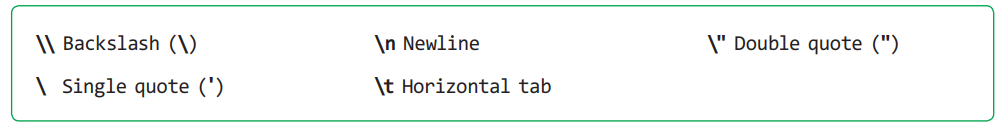 \\ Backslash (\) \n Newline \" Double quote (")
\ Single quote (') \t Horizontal tab